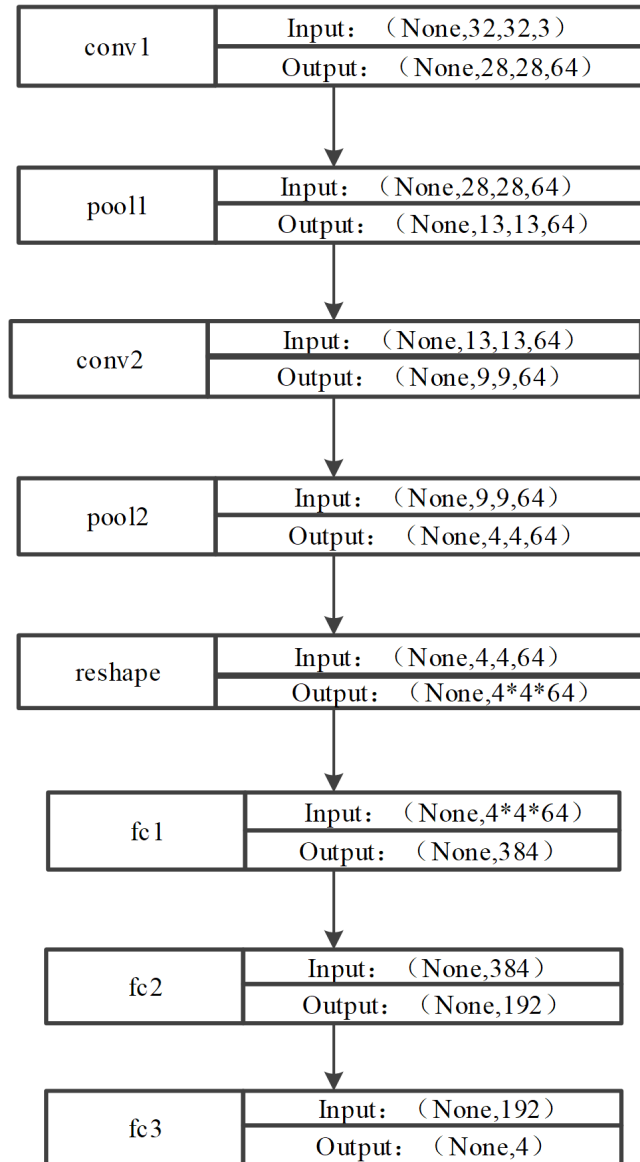 conv1
Input：（None,32,32,3）
Output：（None,28,28,64）
pool1
Input：（None,28,28,64）
Output：（None,13,13,64）
conv2
Input：（None,13,13,64）
Output：（None,9,9,64）
pool2
Input：（None,9,9,64）
Output：（None,4,4,64）
reshape
Input：（None,4,4,64）
Output：（None,4*4*64）
fc1
Input：（None,4*4*64）
Output：（None,384）
fc2
Input：（None,384）
Output：（None,192）
fc3
Input：（None,192）
Output：（None,4）